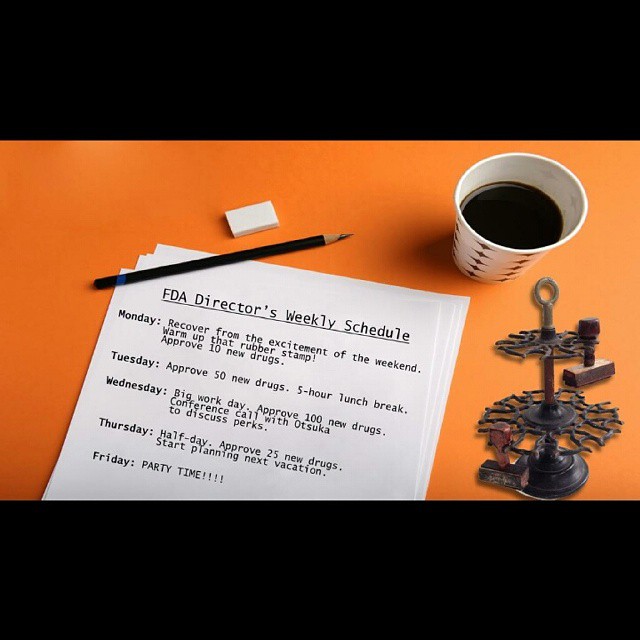 FDA Director's Weekly Schedule
Monday: Recover from the excitement of the weekend.
Warm up that rubber stamp!
Approve 10 new drugs.
Tuesday: Approve 50 new drugs. 5-hour lunch break.
Wednesday: Big work day. Approve 100 new drugs.
Conference call with Otsuka
to discuss perks.
Thursday: Half-day. Approve 25 new drugs.
Start planning next vacation.
Friday: PARTY TIME!!!!